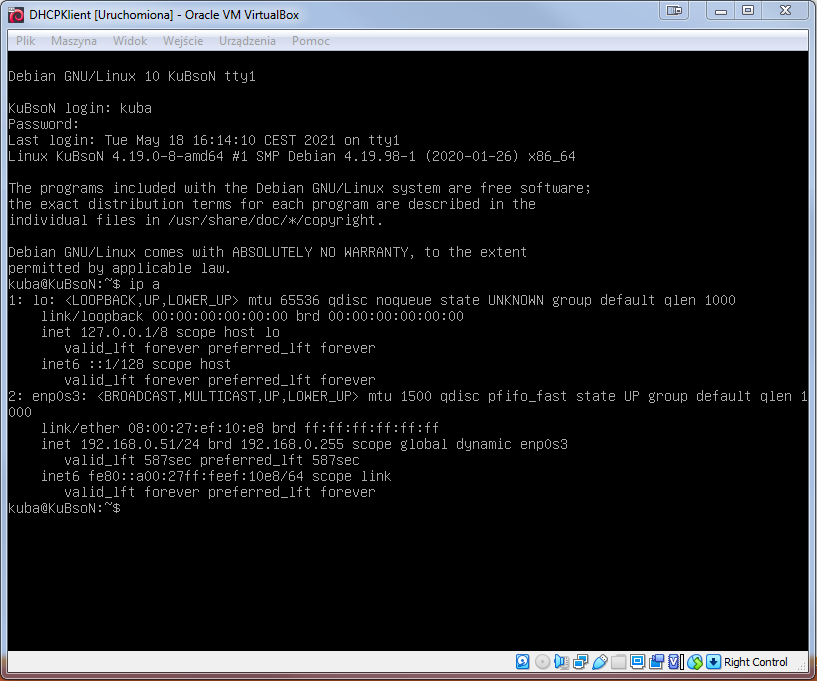 DHCPKlient [Uruchomiona] - Oracle VM VirtualBox
Plik Maszyna Widok Wejście Urządzenia Pomoc
Debian GNU/Linux 10 KuBsoN tty1
KuBsoN login: kuba
Password:
Last login: Tue May 18 16:14:10 CEST 2021 on tty1
Linux KuBsoN 4.19.0-8-amd64 #1 SMP Debian 4.19.98-1 (2020-01-26) x86_64
The programs included with the Debian GNU/Linux system are free software;
the exact distribution terms for each program are described in the
individual files in /usr/share/doc/*/copyright.
Debian GNU/Linux comes with ABSOLUTELY NO WARRANTY, to the extent
permitted by applicable law.
kuba@KuBsoN:~$ ip a
1: lo: <LOOPBACK,UP,LOWER_UP> mtu 65536 qdisc noqueue state UNKNOWN group default qlen 1000
link/loopback 00:00:00:00:00:00 brd 00:00:00:00:00:00
inet 127.0.0.1/8 scope host lo
valid_lft forever preferred_lft forever
inet6 ::1/128 scope host
valid_lft forever preferred_lft forever
2: enp0s3: <BROADCAST,MULTICAST,UP,LOWER_UP> mtu 1500 qdisc pfifo_fast state UP group default qlen 1
000
link/ether 08:00:27:ef:10:e8 brd ff:ff:ff:ff:ff:ff
inet 192.168.0.51/24 brd 192.168.0.255 scope global dynamic enp0s3
valid_lft 587sec preferred_lft 587sec
inet6 fe80::a00:27ff:feef:10e8/64 scope link
valid_lft forever preferred_lft forever
kuba@KuBsoN:~$
Right Control